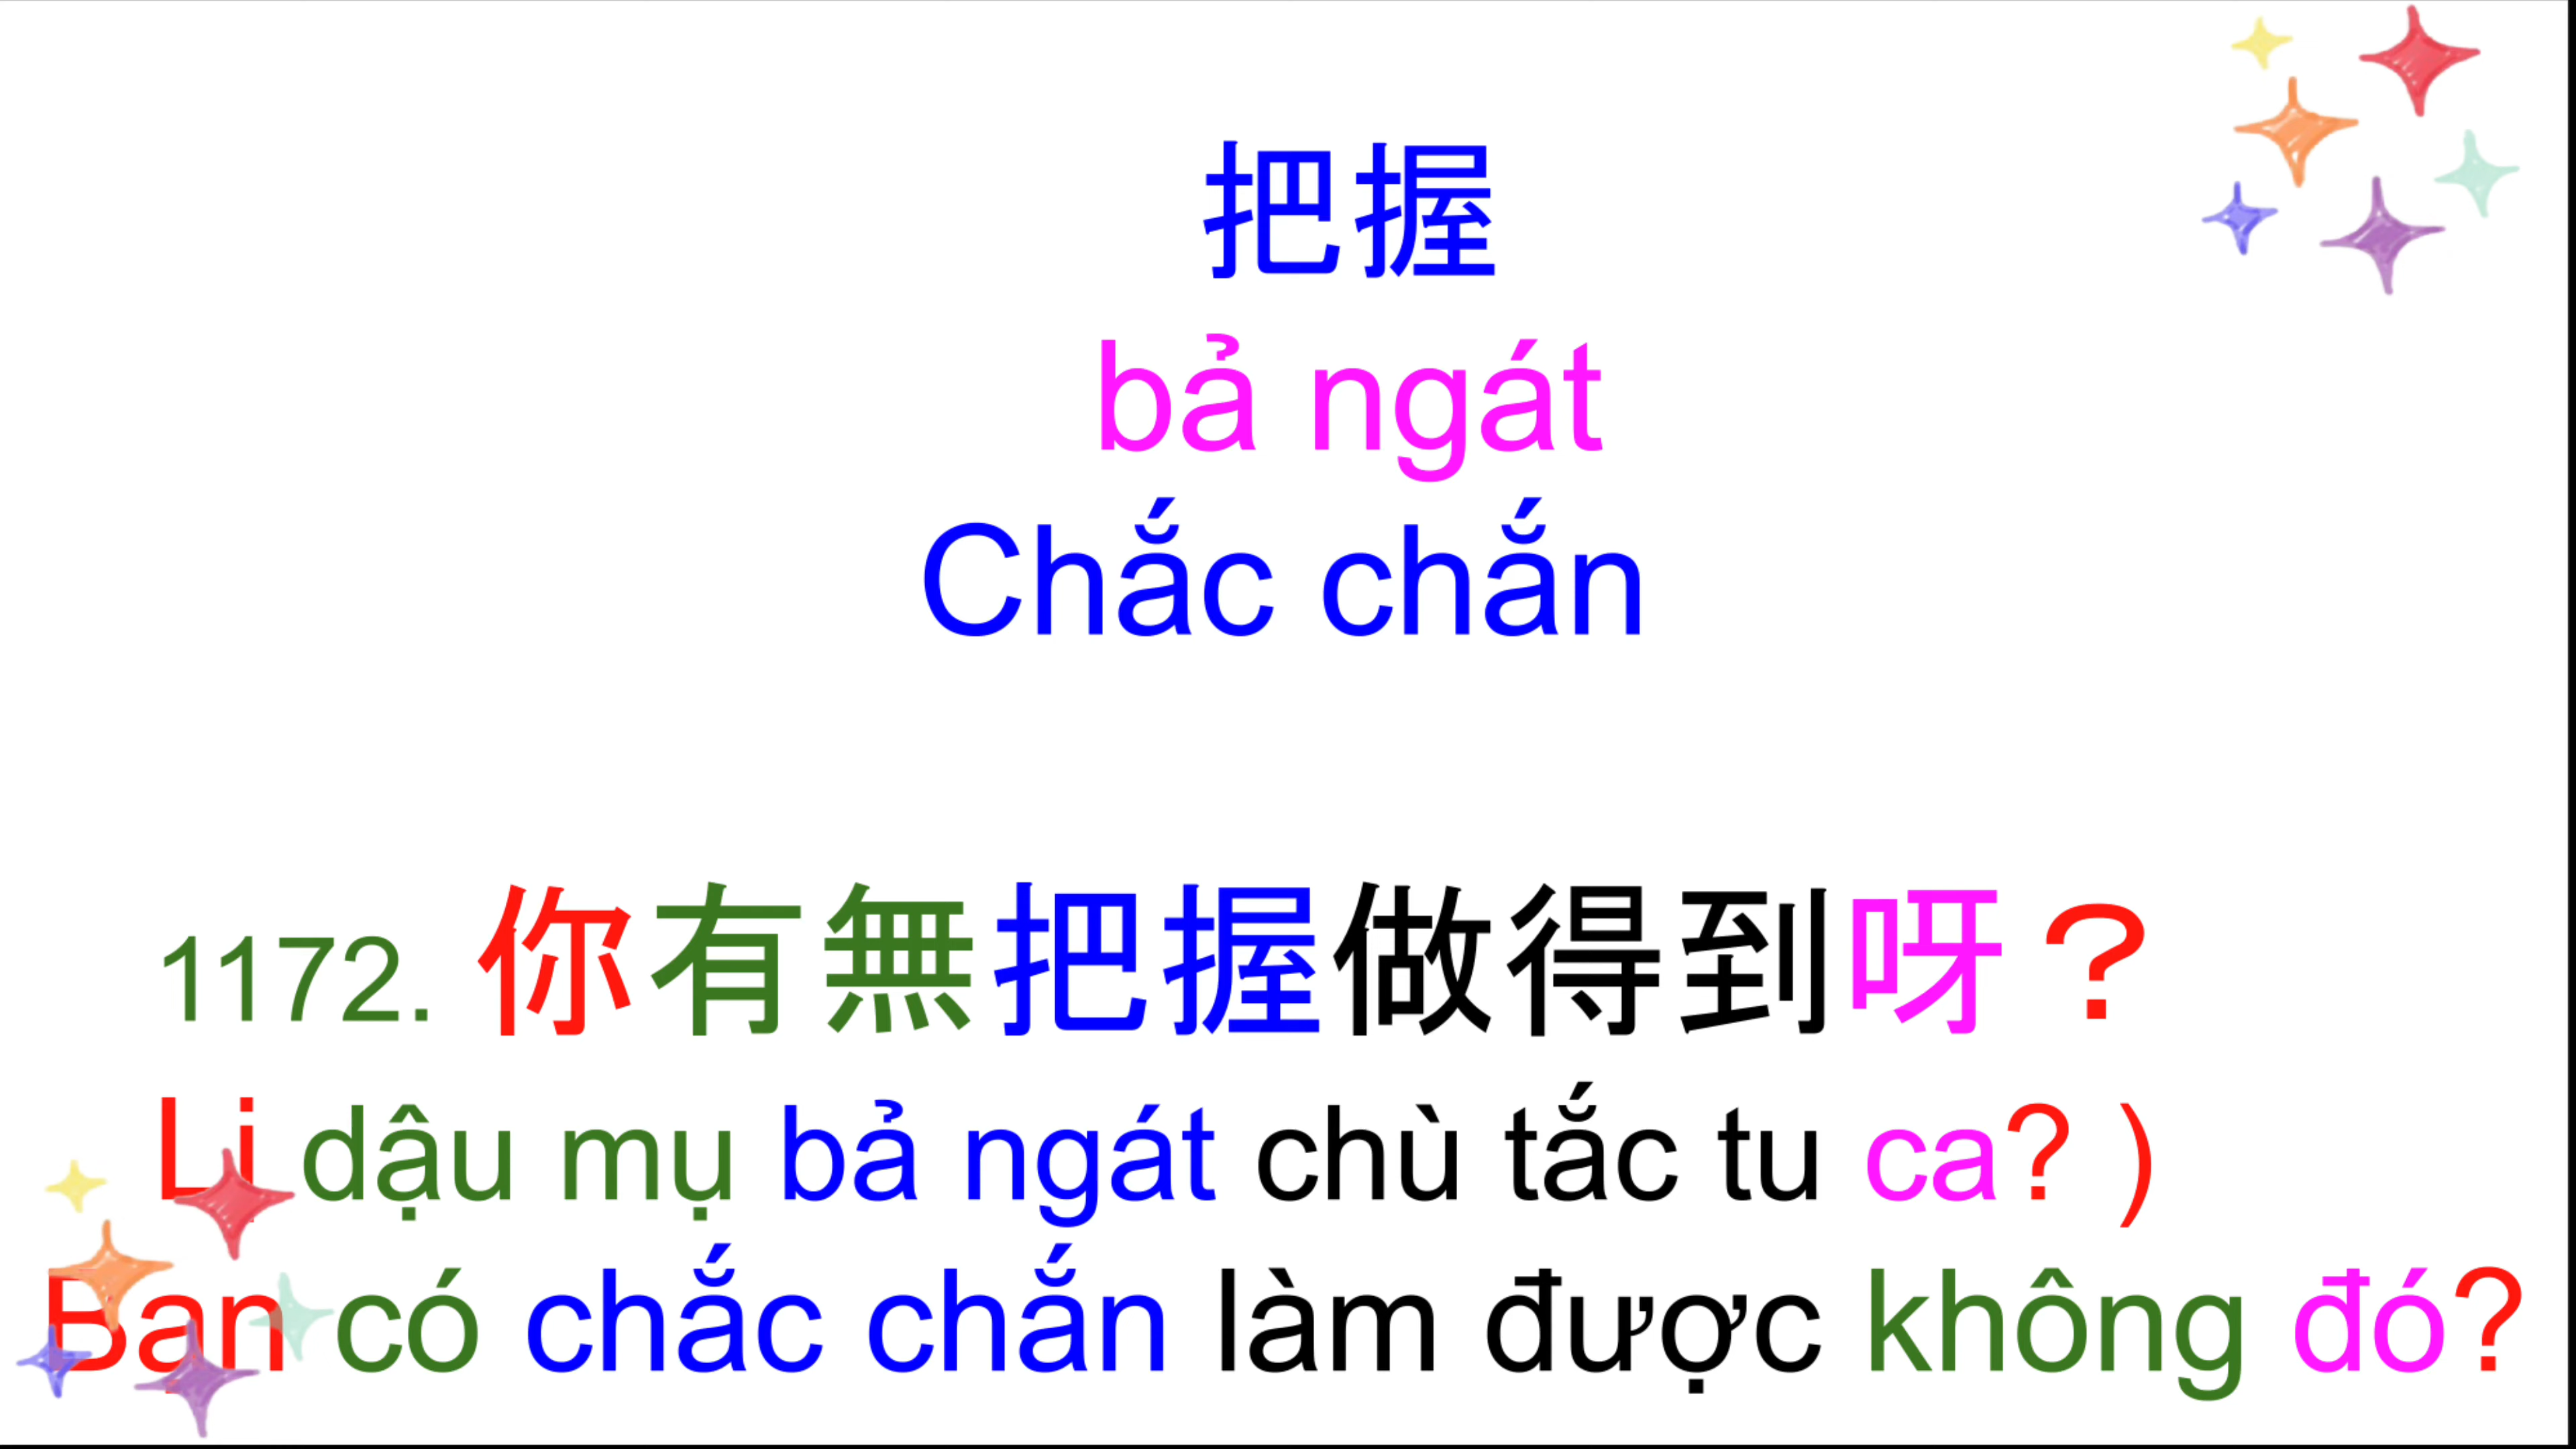 把握
bả ngát
Chắc chắn
1172. 你有無把握做得到呀？
Lị dậu mụ bả ngát chù tắc tu ca? )
Bạn có chắc chắn làm được không đó?